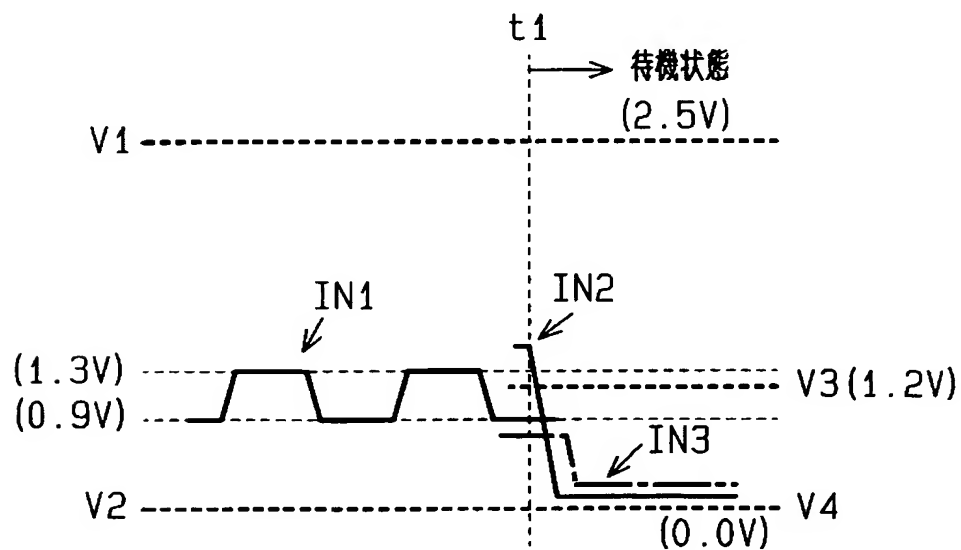 t1
待機状態
(2.5V)
V1
IN1
IN2
(1.3V)
V3(1.2V)
(0.9V)
IN3
V2
V4
(0.0V)